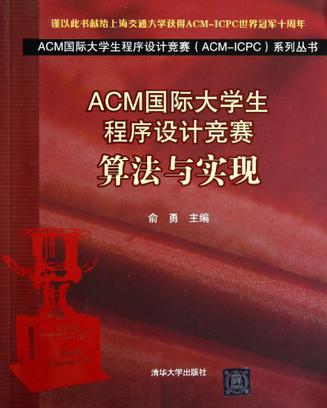 谨以此书献给上海交通大学获得ACM-ICPC世界冠军十周年
ACM国际大学生程序设计竞赛（ACM-ICPC）系列丛书
ACM国际大学生
程序设计竞赛
算法与实现
俞 勇 主编
清华大学出版社